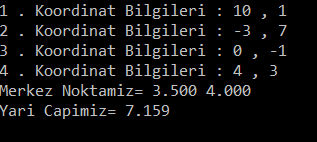 1 . Koordinat Bilgileri : 10 , 1
2 . Koordinat Bilgileri : -3 , 7
3 . Koordinat Bilgileri : 0 , -1
4 . Koordinat Bilgileri : 4 , 3
Merkez Noktamiz= 3.500 4.000
Yari Capimiz= 7.159